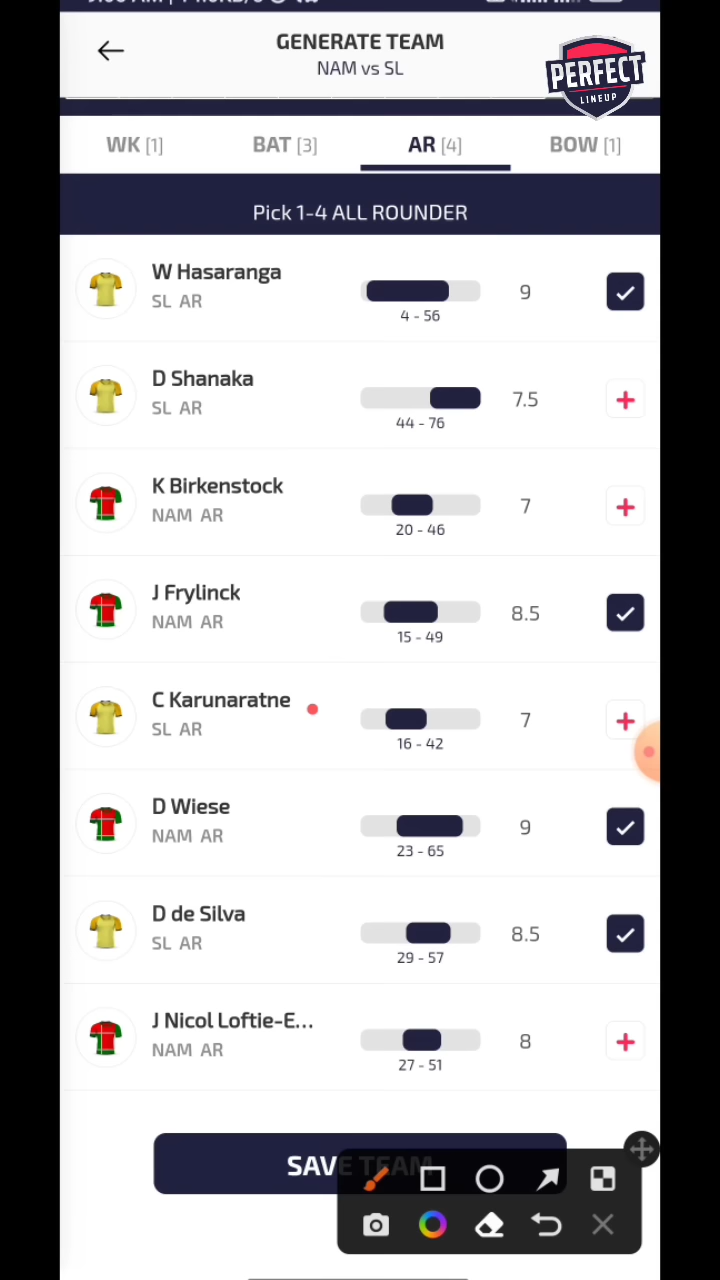 GENERATE TEAM
NAM vs SL
PERFECT
LINEUP
WK [1] BAT [3] AR [4] BOW [1]
Pick 1-4 ALL ROUNDER
W Hasaranga
SL AR
4 - 56
9
D Shanaka
SL AR
44 - 76
7.5
K Birkenstock
NAM AR
20 - 46
7
J Frylinck
NAM AR
15 - 49
8.5
C Karunaratne
SL AR
16 - 42
7
D Wiese
NAM AR
23 - 65
9
D de Silva
SL AR
29 - 57
8.5
J Nicol Loftie-E...
NAM AR
27 - 51
8
SAVE TEAM